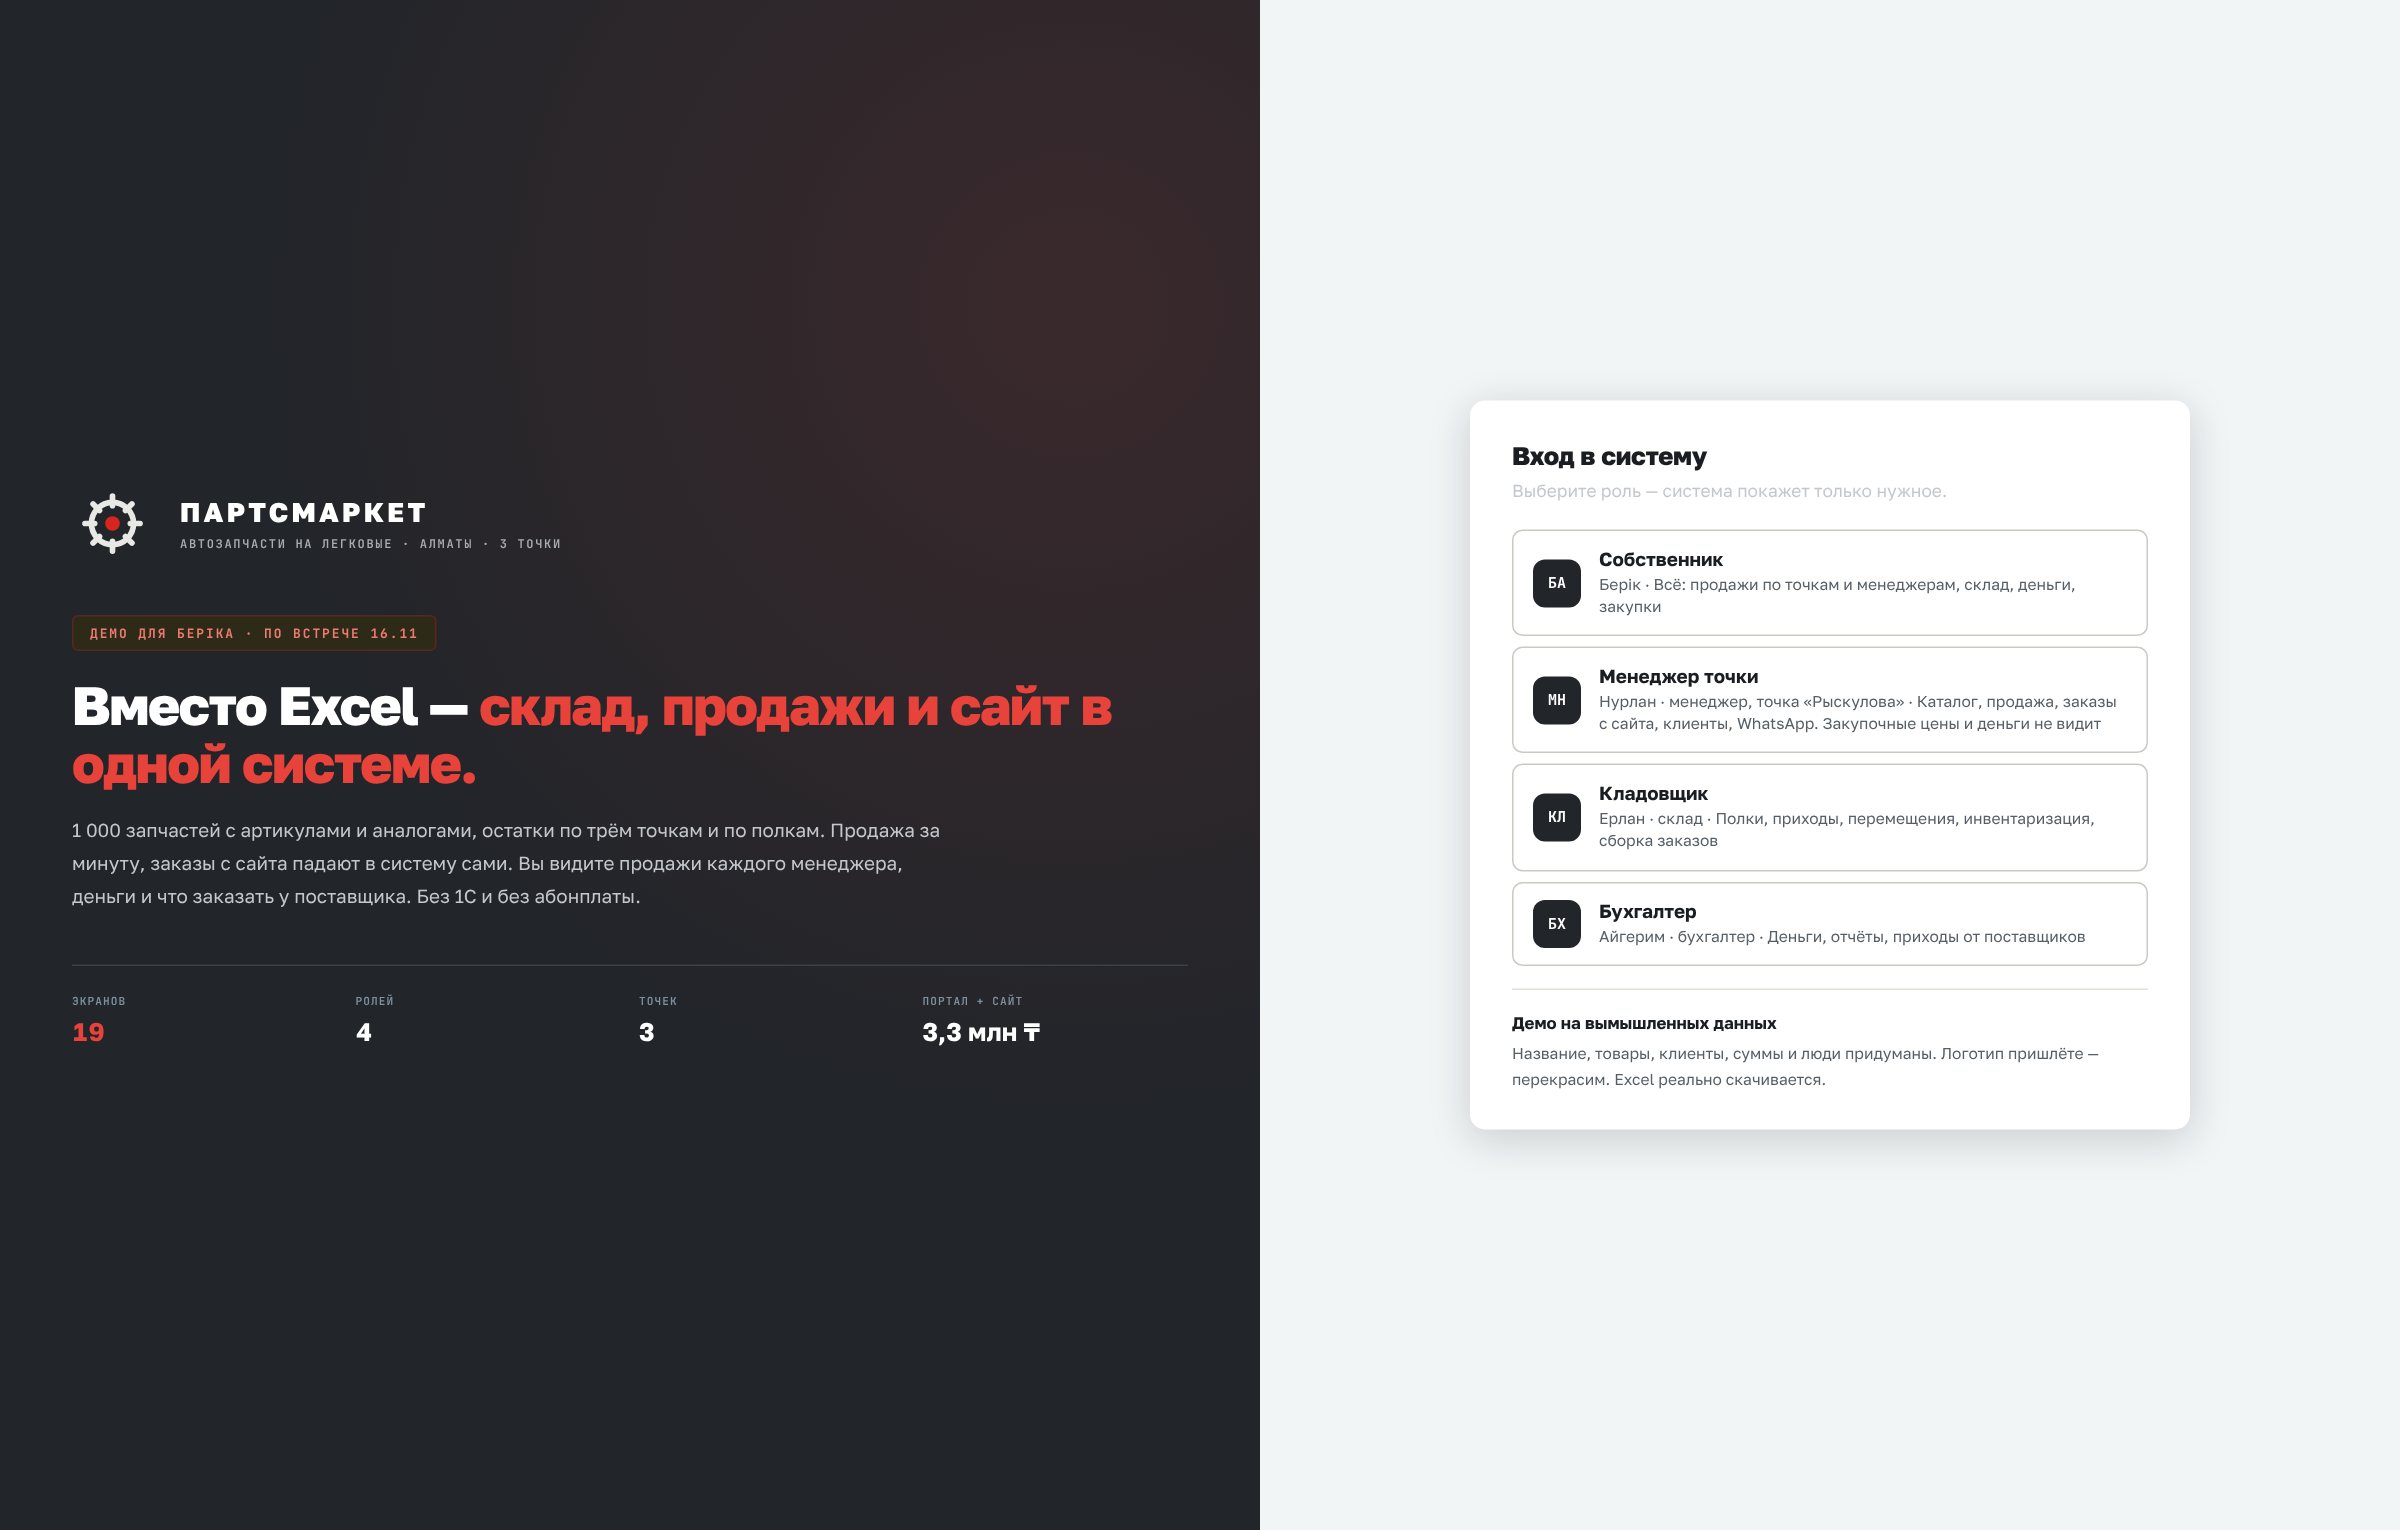 ПАРТСМАРКЕТ
АВТОЗАПЧАСТИ НА ЛЕГКОВЫЕ · АЛМАТЫ · 3 ТОЧКИ
ДЕМО ДЛЯ БЕРІКА · ПО ВСТРЕЧЕ 16.11
Вместо Excel — склад, продажи и сайт в
одной системе.
1 000 запчастей с артикулами и аналогами, остатки по трём точкам и по полкам. Продажа за
минуту, заказы с сайта падают в систему сами. Вы видите продажи каждого менеджера,
деньги и что заказать у поставщика. Без 1С и без абонплаты.
ЭКРАНОВ
19
РОЛЕЙ
4
ТОЧЕК
3
ПОРТАЛ + САЙТ
3,3 млн ₸
Вход в систему
Выберите роль — система покажет только нужное.
БА
Собственник
Берік · Всё: продажи по точкам и менеджерам, склад, деньги,
закупки
МН
Менеджер точки
Нурлан · менеджер, точка «Рыскулова» · Каталог, продажа, заказы
с сайта, клиенты, WhatsApp. Закупочные цены и деньги не видит
КЛ
Кладовщик
Ерлан · склад · Полки, приходы, перемещения, инвентаризация,
сборка заказов
БХ
Бухгалтер
Айгерим · бухгалтер · Деньги, отчёты, приходы от поставщиков
Демо на вымышленных данных
Название, товары, клиенты, суммы и люди придуманы. Логотип пришлёте —
перекрасим. Excel реально скачивается.